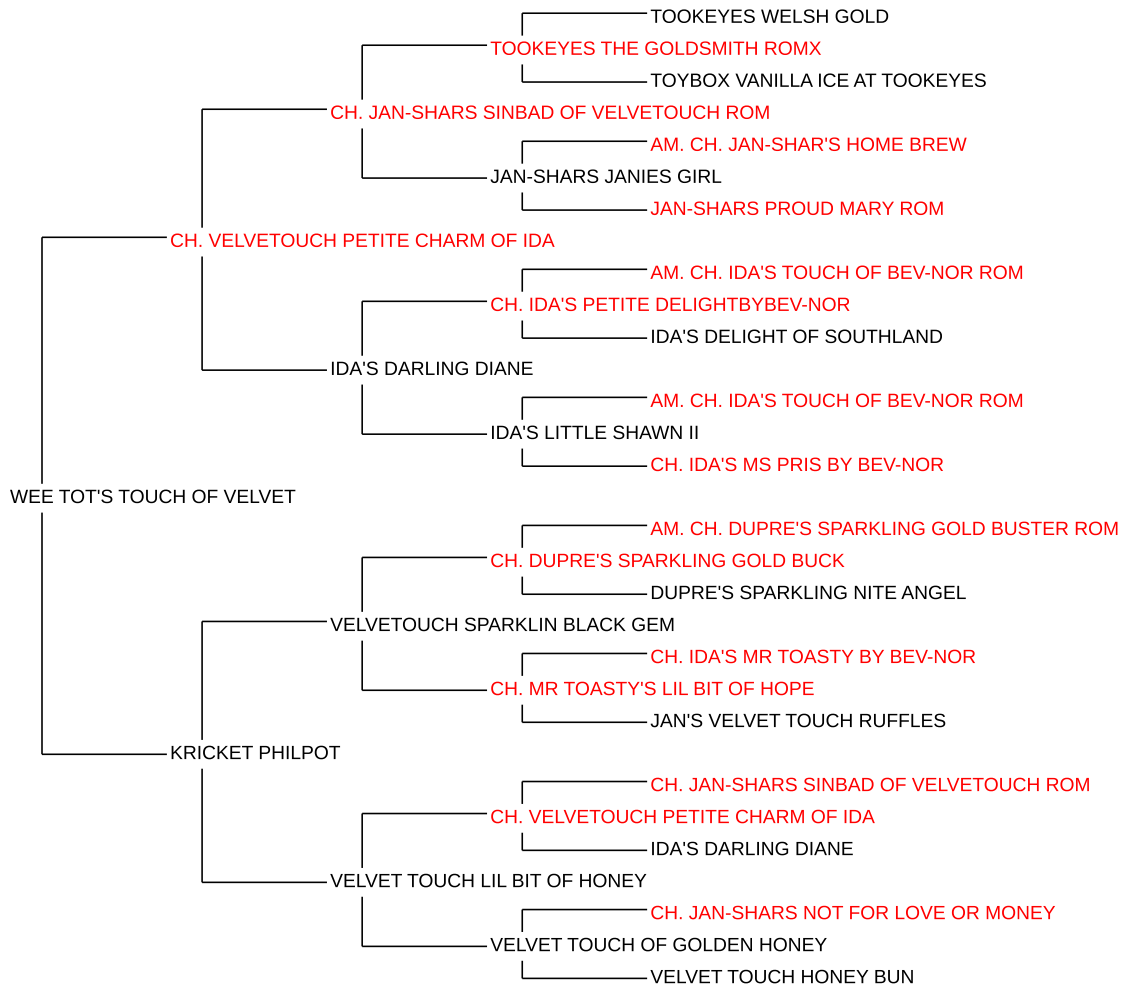 TOOKEYES WELSH GOLD
TOOKEYES THE GOLDSMITH ROMX
TOYBOX VANILLA ICE AT TOOKEYES
CH. JAN-SHARS SINBAD OF VELVETOUCH ROM
AM. CH. JAN-SHAR'S HOME BREW
JAN-SHARS JANIES GIRL
JAN-SHARS PROUD MARY ROM
CH. VELVETOUCH PETITE CHARM OF IDA
AM. CH. IDA'S TOUCH OF BEV-NOR ROM
CH. IDA'S PETITE DELIGHTBYBEV-NOR
IDA'S DELIGHT OF SOUTHLAND
IDA'S DARLING DIANE
AM. CH. IDA'S TOUCH OF BEV-NOR ROM
IDA'S LITTLE SHAWN II
CH. IDA'S MS PRIS BY BEV-NOR
WEE TOT'S TOUCH OF VELVET
AM. CH. DUPRE'S SPARKLING GOLD BUSTER ROM
CH. DUPRE'S SPARKLING GOLD BUCK
DUPRE'S SPARKLING NITE ANGEL
VELVETOUCH SPARKLIN BLACK GEM
CH. IDA'S MR TOASTY BY BEV-NOR
CH. MR TOASTY'S LIL BIT OF HOPE
JAN'S VELVET TOUCH RUFFLES
KRICKET PHILPOT
CH. JAN-SHARS SINBAD OF VELVETOUCH ROM
CH. VELVETOUCH PETITE CHARM OF IDA
IDA'S DARLING DIANE
VELVET TOUCH LIL BIT OF HONEY
CH. JAN-SHARS NOT FOR LOVE OR MONEY
VELVET TOUCH OF GOLDEN HONEY
VELVET TOUCH HONEY BUN